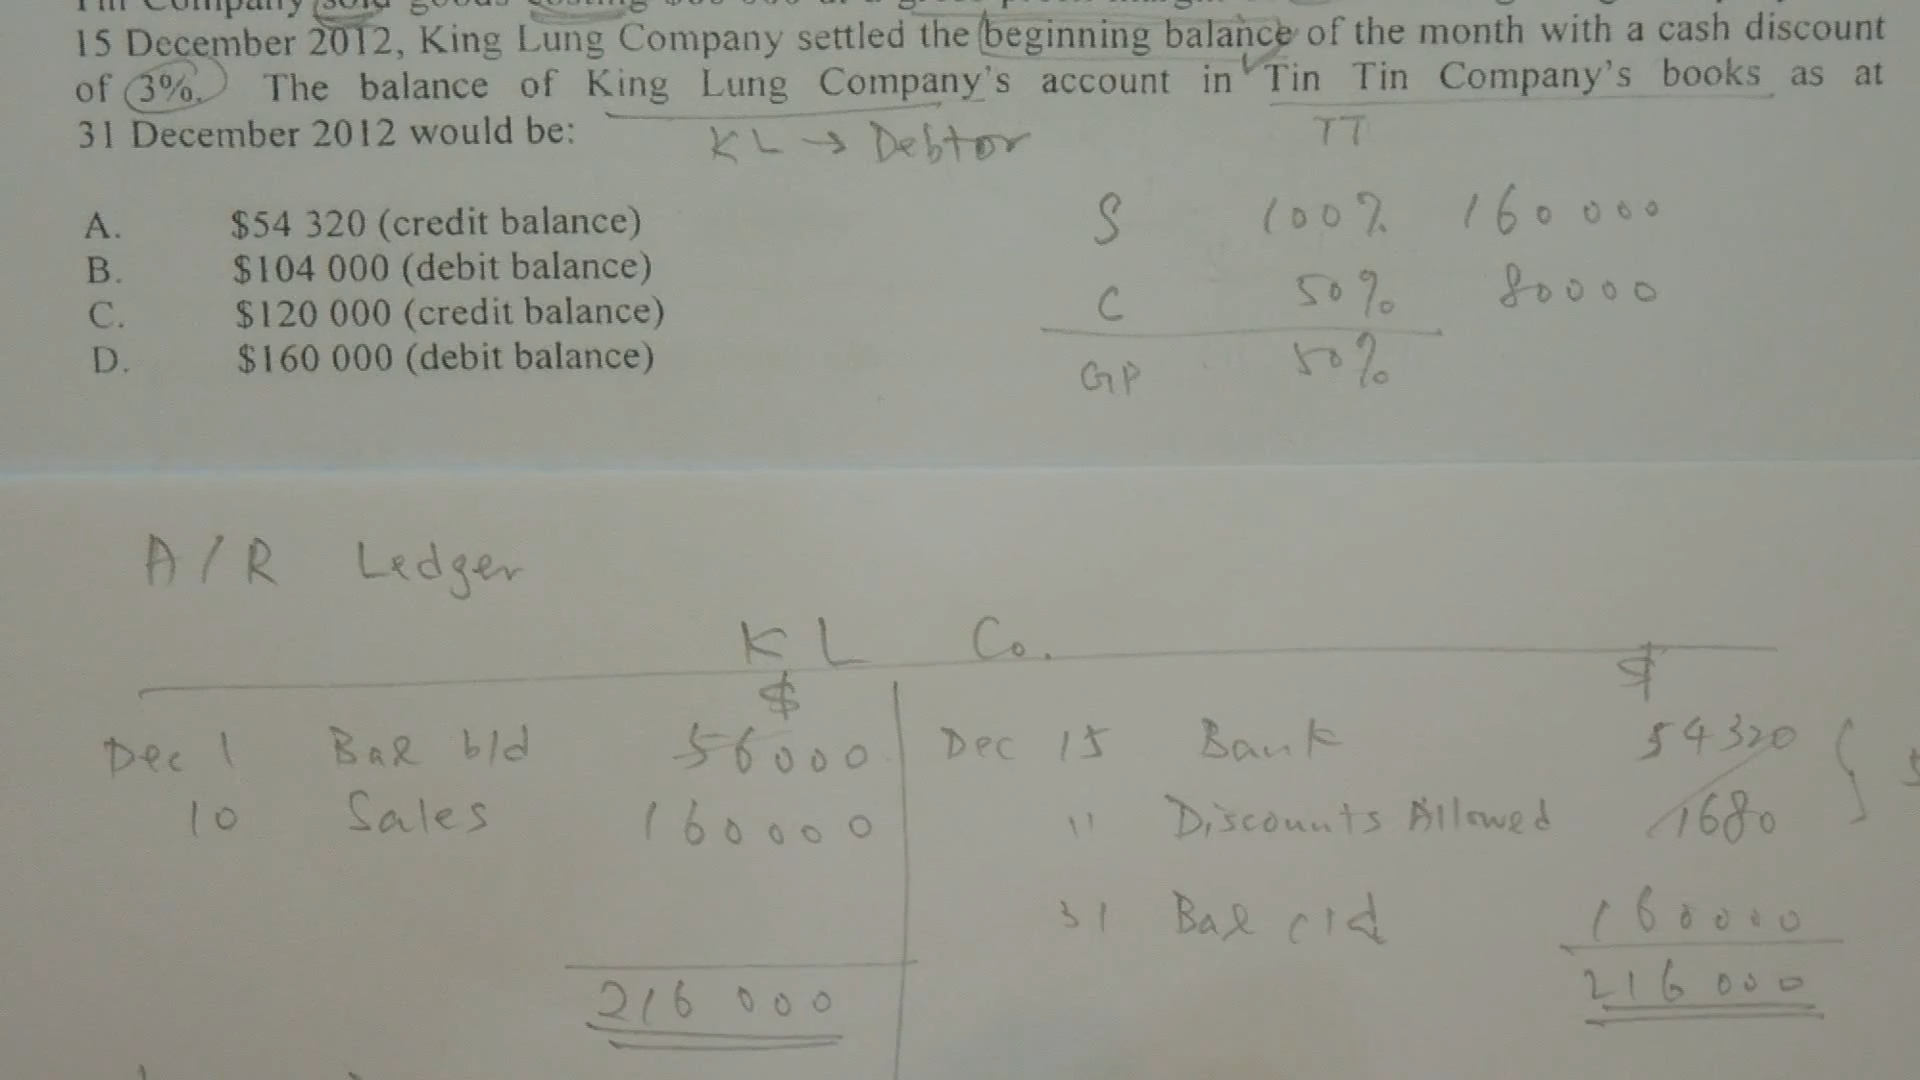 15 December 2012, King Lung Company settled the beginning balance of the month with a cash discount
of 3%. The balance of King Lung Company's account in Tin Tin Company's books as at
31 December 2012 would be:
KL → Debtor
TT
A. $54 320 (credit balance)
B. $104 000 (debit balance)
C. $120 000 (credit balance)
D. $160 000 (debit balance)
S 100% 160 000
C 50% 80000
GP 50%
A/R Ledger
KL Co.
$ $
Dec 1 Bal b/d 56000 Dec 15 Bank 54320
10 Sales 160000 " Discounts Allowed 1680
31 Bal c/d 160000
216 000 216 000